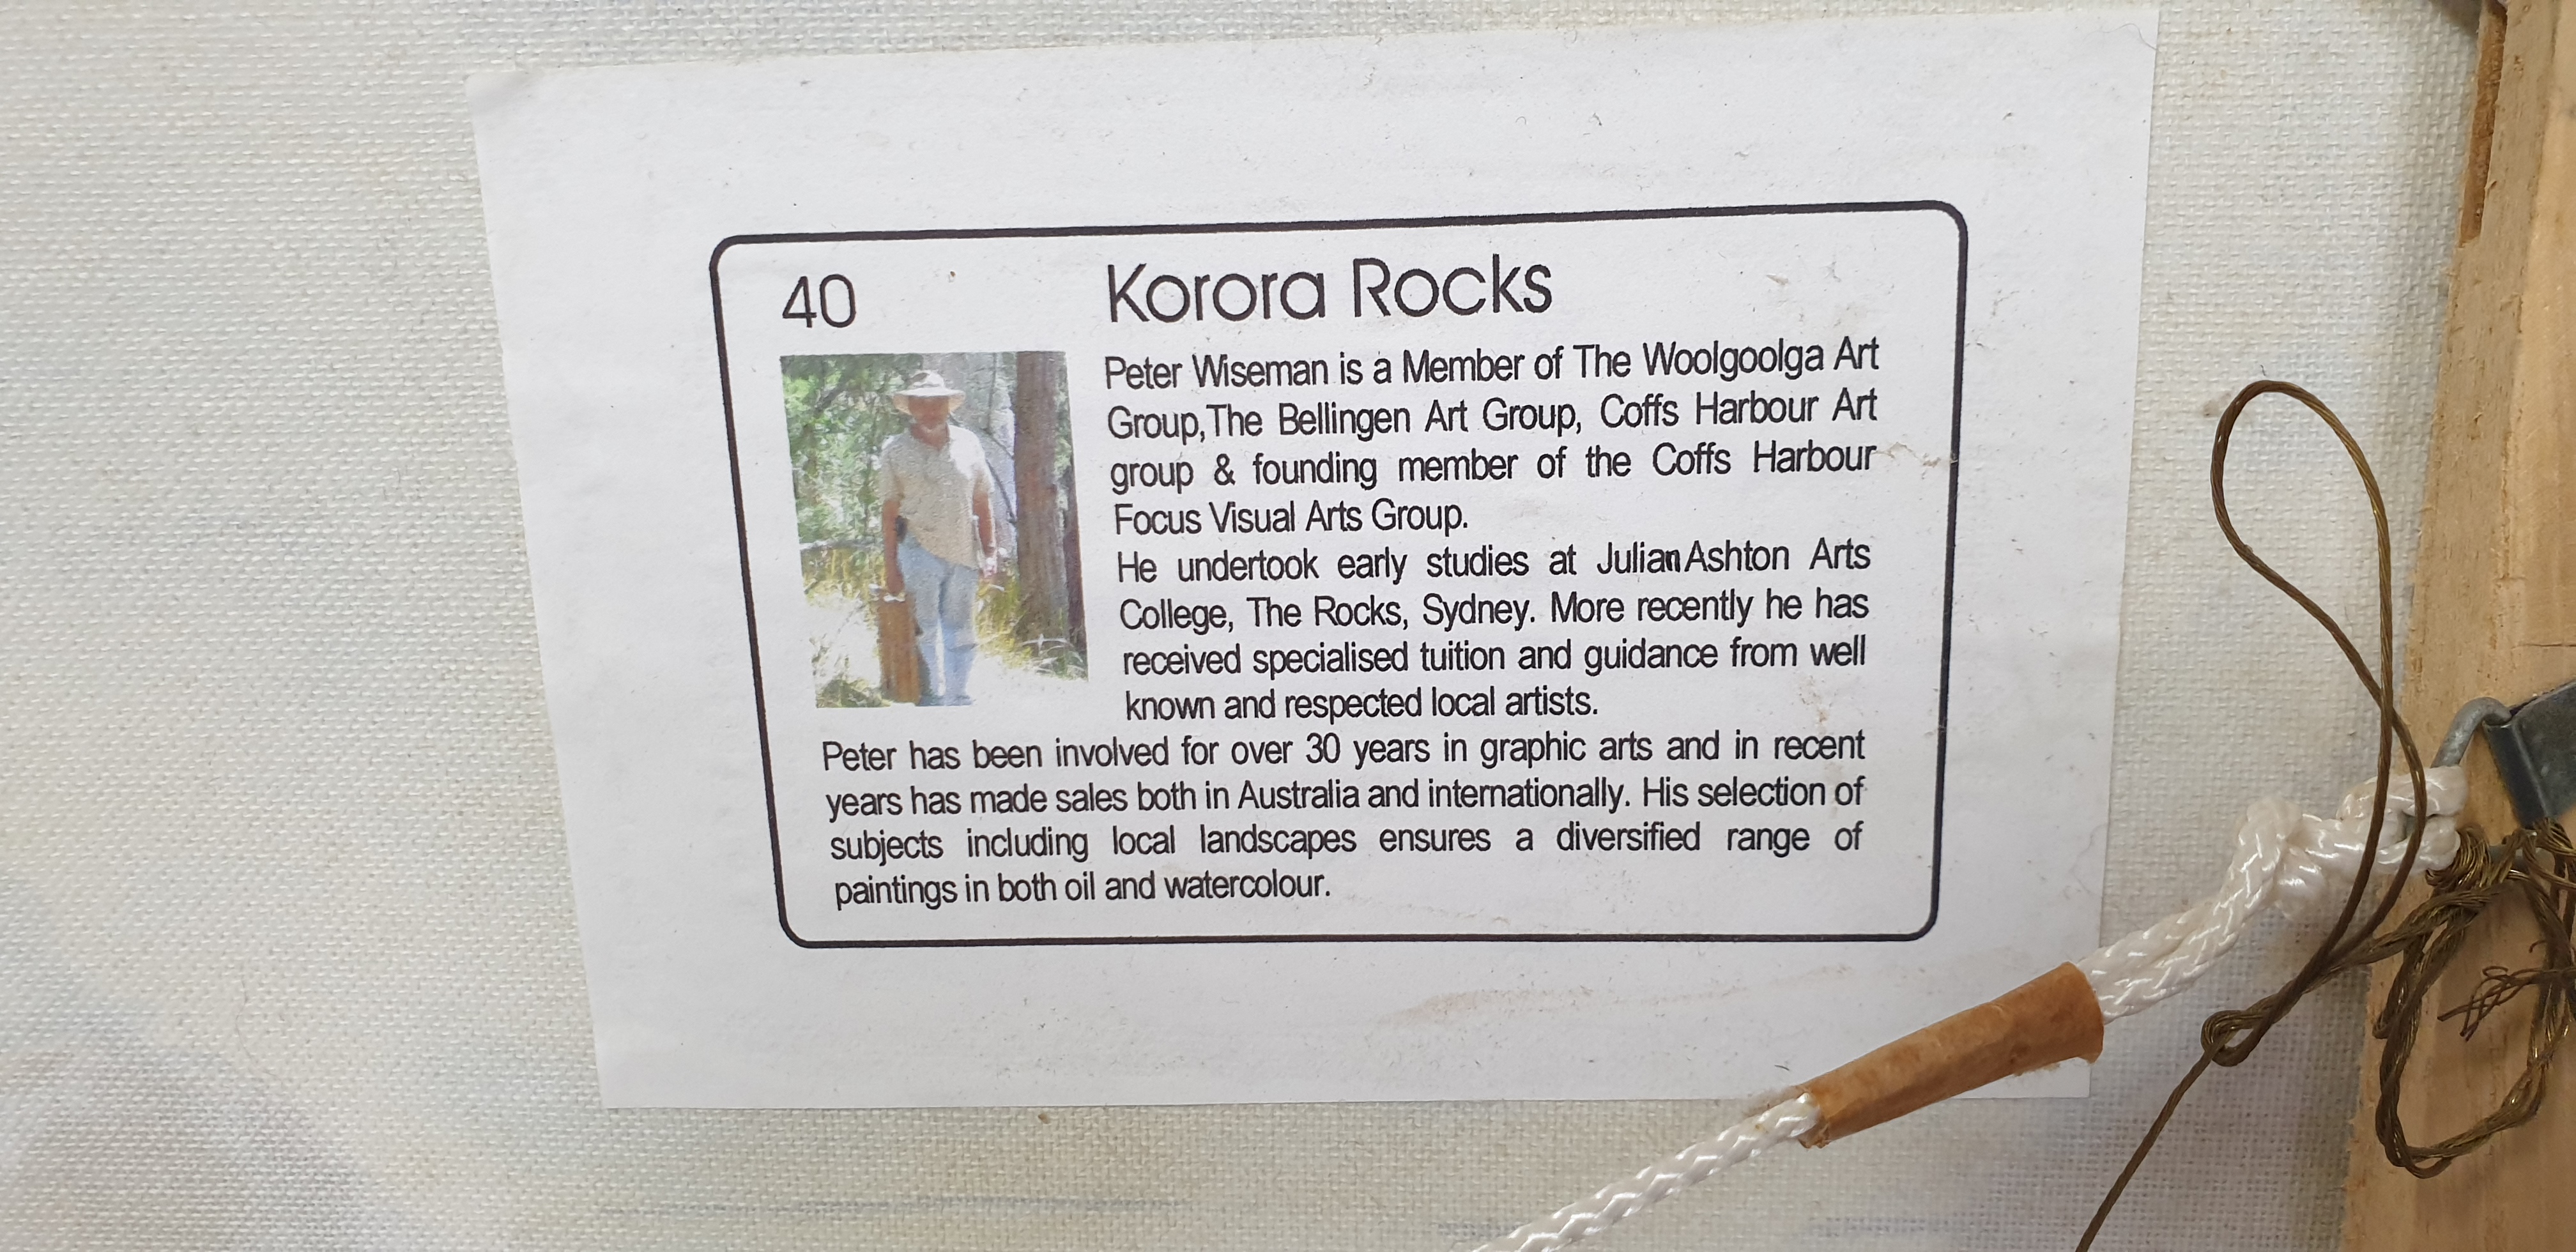 40
Korora Rocks
Peter Wiseman is a Member of The Woolgoolga Art
Group,The Bellingen Art Group, Coffs Harbour Art
group & founding member of the Coffs Harbour
Focus Visual Arts Group.
He undertook early studies at JulianAshton Arts
College, The Rocks, Sydney. More recently he has
received specialised tuition and guidance from well
known and respected local artists.
Peter has been involved for over 30 years in graphic arts and in recent
years has made sales both in Australia and internationally. His selection of
subjects including local landscapes ensures a diversified range of
paintings in both oil and watercolour.